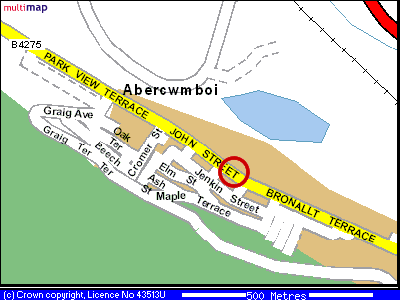 multimap
B4275
PARK VIEW TERRACE
Abercwmboi
Graig Ave
JOHN STREET
Oak Ter
Cromer St
Graig Ter Ter
Beech Ter
Elm St
Jenkin Street
Ash St
Maple Terrace
BRONALLT TERRACE
(c) Crown copyright, Licence No 43513U
500 Metres